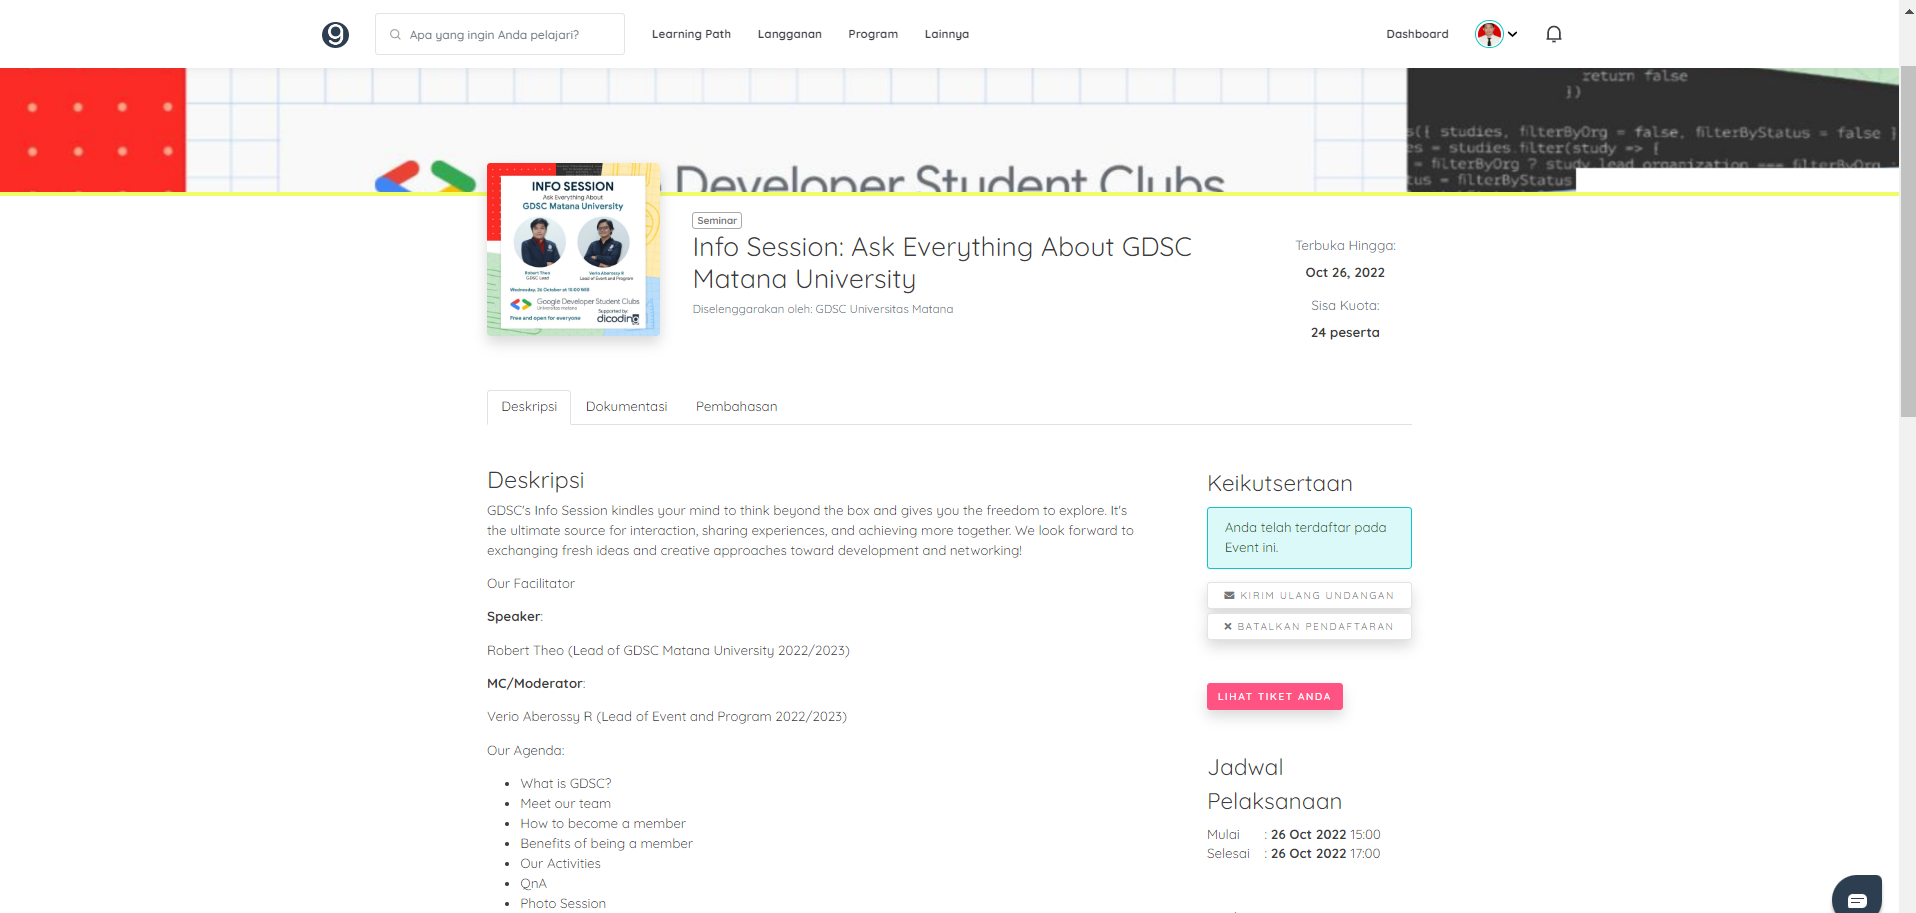 Apa yang ingin Anda pelajari?
Learning Path
Langganan
Program
Lainnya
Dashboard
return false
})
s({ studies, filterByOrg = false, filterByStatus = false }
es = studies.filter(study => {
= filterByOrg ? study.lead_organization === filterByOrg
tus = filterByStatus
Developer Student Clubs
INFO SESSION
Ask Everything About
GDSC Matana University
Robert Theo
GDSC Lead
Verio Aberossy R
Lead of Event and Program
Wednesday, 26 October at 15:00 WIB
Google Developer Student Clubs
Universitas Matana
Free and open for everyone
Supported by
dicoding
Seminar
Info Session: Ask Everything About GDSC
Matana University
Diselenggarakan oleh: GDSC Universitas Matana
Terbuka Hingga:
Oct 26, 2022
Sisa Kuota:
24 peserta
Deskripsi
Dokumentasi
Pembahasan
Deskripsi
GDSC's Info Session kindles your mind to think beyond the box and gives you the freedom to explore. It's
the ultimate source for interaction, sharing experiences, and achieving more together. We look forward to
exchanging fresh ideas and creative approaches toward development and networking!
Our Facilitator
Speaker:
Robert Theo (Lead of GDSC Matana University 2022/2023)
MC/Moderator:
Verio Aberossy R (Lead of Event and Program 2022/2023)
Our Agenda:
• What is GDSC?
• Meet our team
• How to become a member
• Benefits of being a member
• Our Activities
• QnA
• Photo Session
Keikutsertaan
Anda telah terdaftar pada
Event ini.
KIRIM ULANG UNDANGAN
BATALKAN PENDAFTARAN
LIHAT TIKET ANDA
Jadwal
Pelaksanaan
Mulai : 26 Oct 2022 15:00
Selesai : 26 Oct 2022 17:00